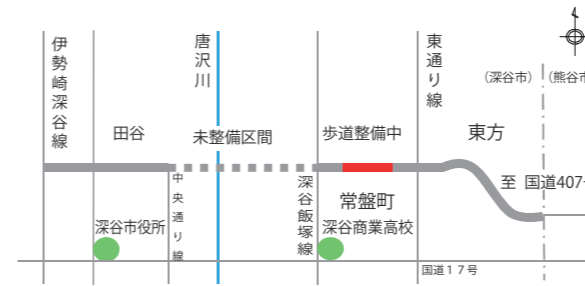 伊勢崎深谷線
唐沢川
東通り線
（深谷市）
（熊谷市
田谷
未整備区間
歩道整備中
東方
中央通り線
深谷飯塚線
常盤町
至 国道407
深谷市役所
深谷商業高校
国道１７号